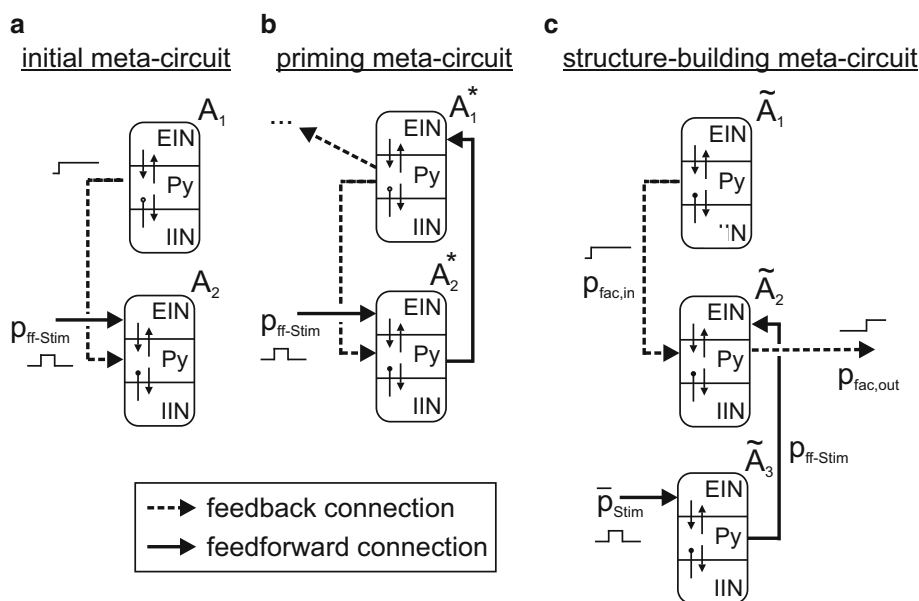 a
initial meta-circuit
A1
EIN
Py
IIN
A2
EIN
Py
IIN
pff-Stim
b
priming meta-circuit
...
A1*
EIN
Py
IIN
A2*
EIN
Py
IIN
pff-Stim
c
structure-building meta-circuit
Ã1
EIN
Py
pfac,in
Ã2
EIN
Py
IIN
pfac,out
pff-Stim
Ã3
EIN
Py
IIN
p̄Stim
feedback connection
feedforward connection